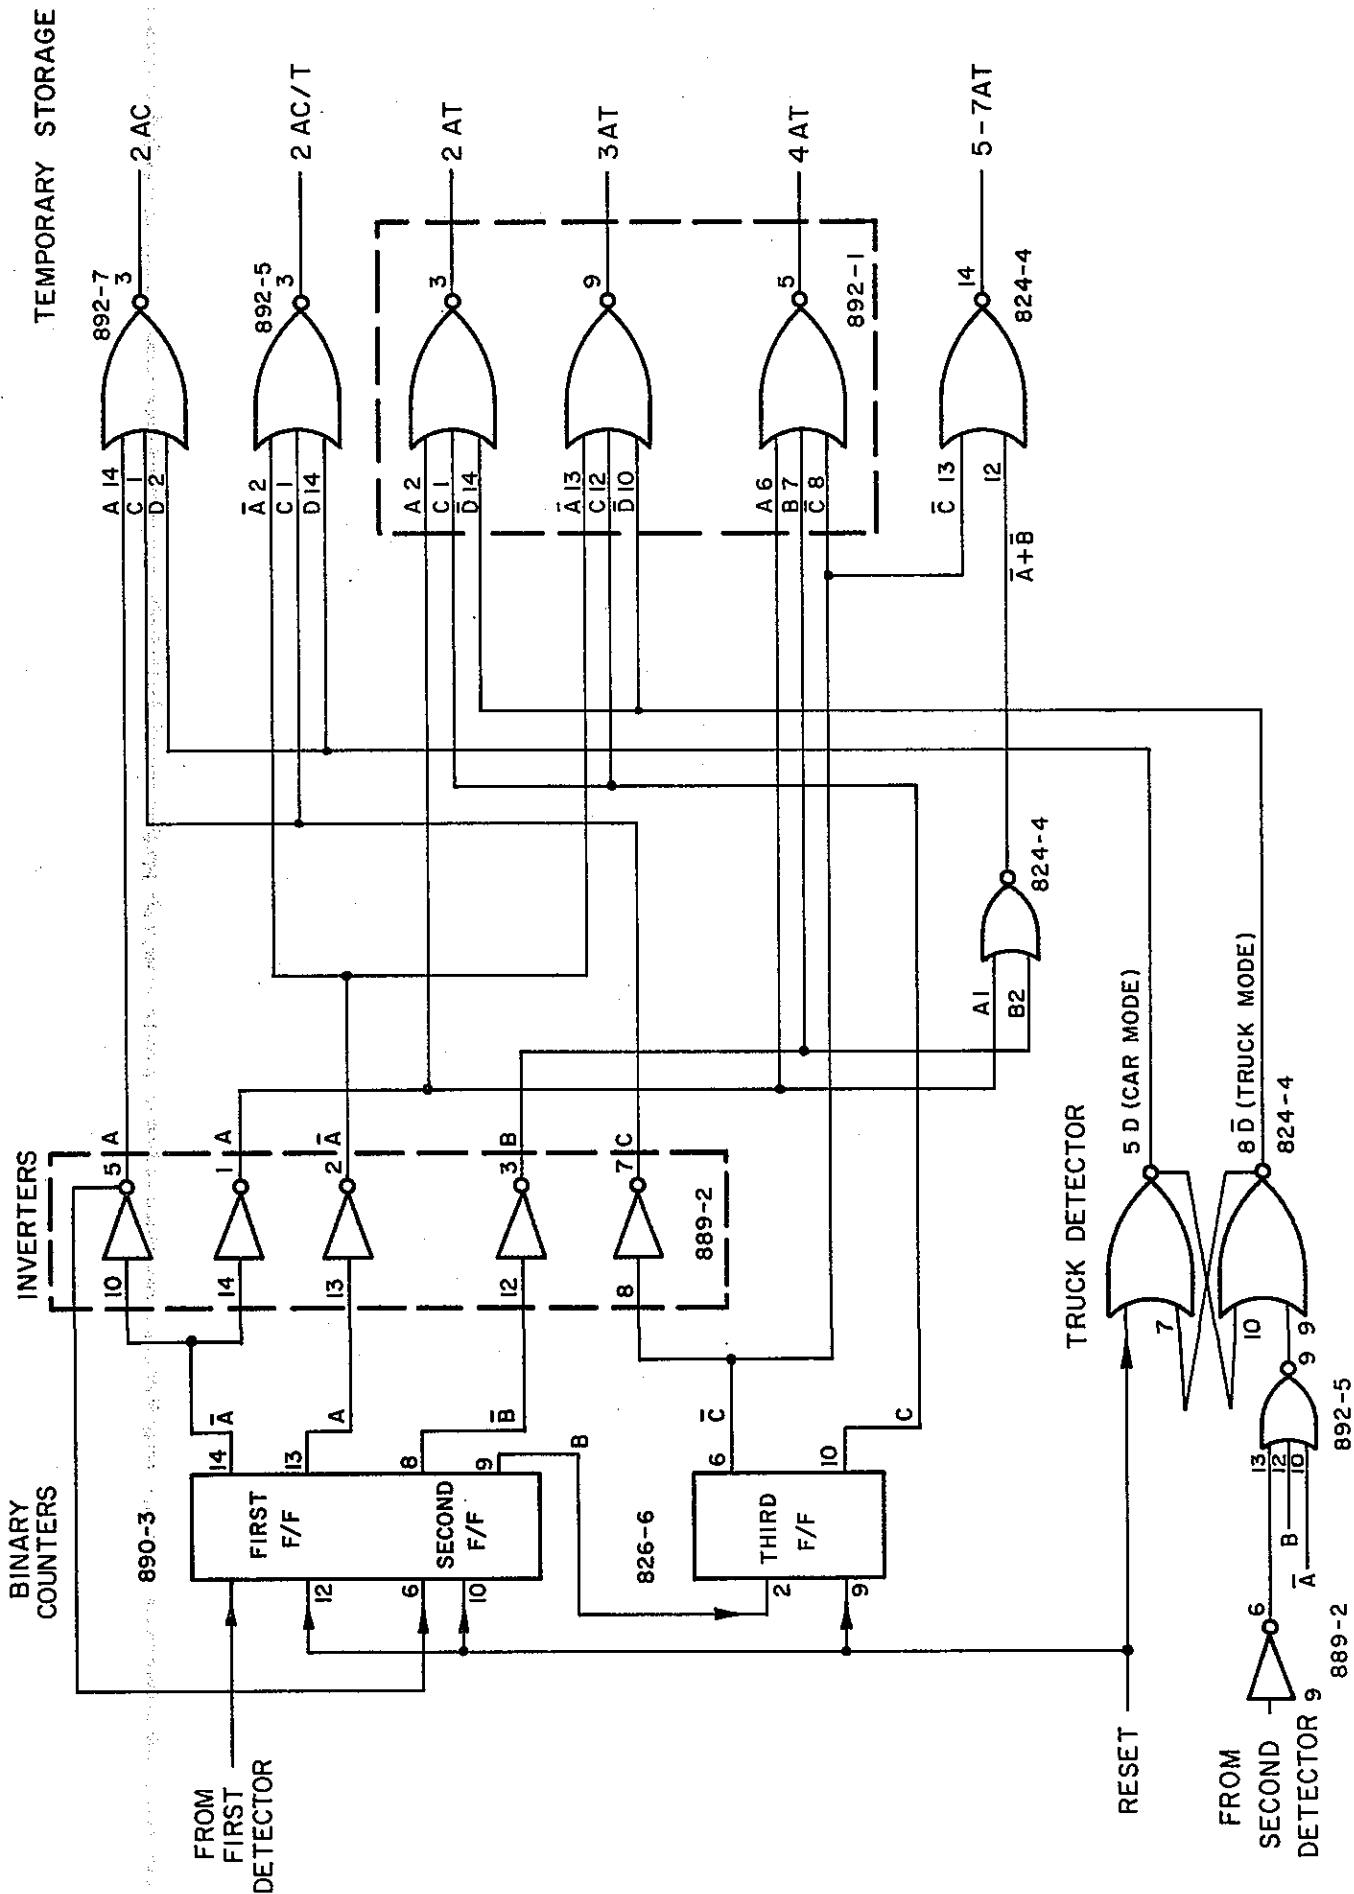 TEMPORARY STORAGE
BINARY
COUNTERS
INVERTERS
890-3
FIRST
F/F
SECOND
F/F
14
A̅
13
A
8
B̅
9
B
12
6
10
826-6
THIRD
F/F
6
C̅
10
C
2
9
10
5
A
14
1
A
13
2
A̅
12
3
B
8
7
C
889-2
A 14
C 1
D 2
892-7
3
2 AC
A̅ 2
C 1
D 14
892-5
3
2 AC/T
A 2
C 1
D̅ 14
3
2 AT
A̅ 13
C 12
D̅ 10
9
3AT
A 6
B 7
C̅ 8
5
4 AT
892-1
C̅ 13
12
A̅+B̅
14
824-4
5-7AT
A 1
B2
824-4
TRUCK DETECTOR
7
5 D (CAR MODE)
10
9
8 D̅ (TRUCK MODE)
824-4
9
892-5
13
12
10
B
A̅
6
9
889-2
FROM
FIRST
DETECTOR
RESET
FROM
SECOND
DETECTOR